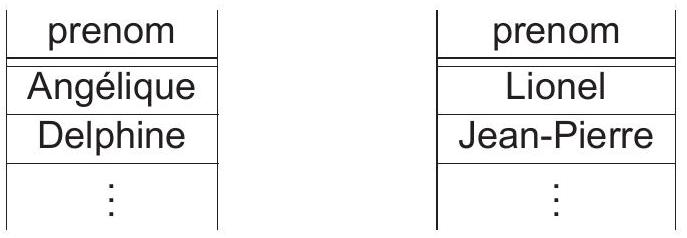 prenom
Angélique
Delphine
⋮
prenom
Lionel
Jean-Pierre
⋮